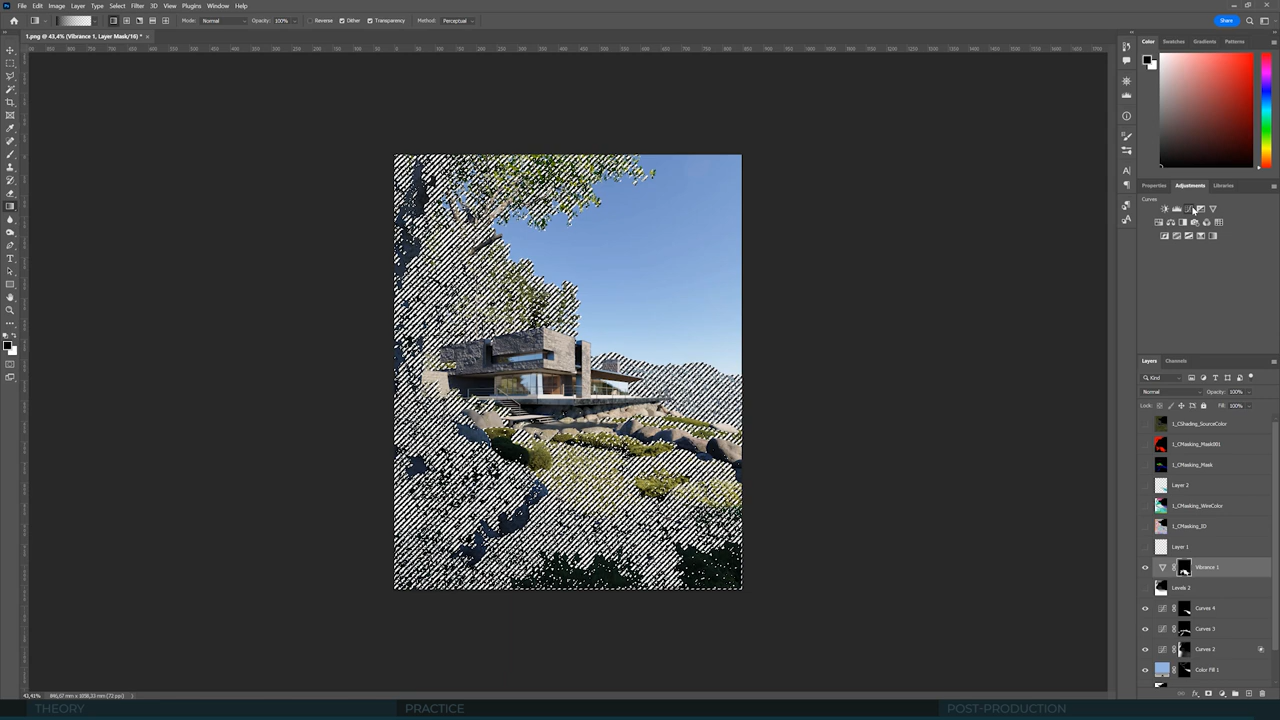 File Edit Image Layer Type Select Filter 3D View Plugins Window Help
Mode: Normal Opacity: 100% Reverse Dither Transparency Method: Perceptual Share
1.png @ 43,4% (Vibrance 1, Layer Mask/16) *
Color Swatches Gradients Patterns
Properties Adjustments Libraries
Curves
Layers Channels
Kind
Normal Opacity: 100%
Lock: Fill: 100%
1_CShading_SourceColor
1_CMasking_Mask001
1_CMasking_Mask
Layer 2
1_CMasking_WireColor
1_CMasking_ID
Layer 1
Vibrance 1
Levels 2
Curves 4
Curves 3
Curves 2
Color Fill 1
THEORY PRACTICE POST-PRODUCTION